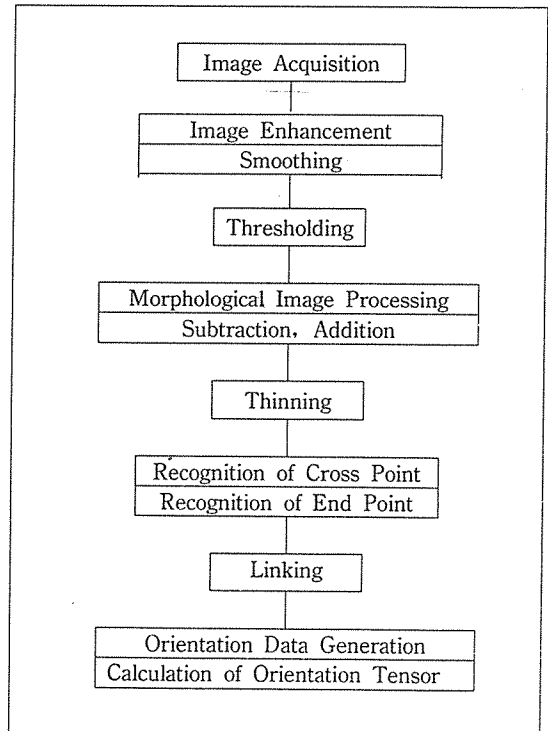 Image Acquisition
Image Enhancement
Smoothing
Thresholding
Morphological Image Processing
Subtraction, Addition
Thinning
Recognition of Cross Point
Recognition of End Point
Linking
Orientation Data Generation
Calculation of Orientation Tensor